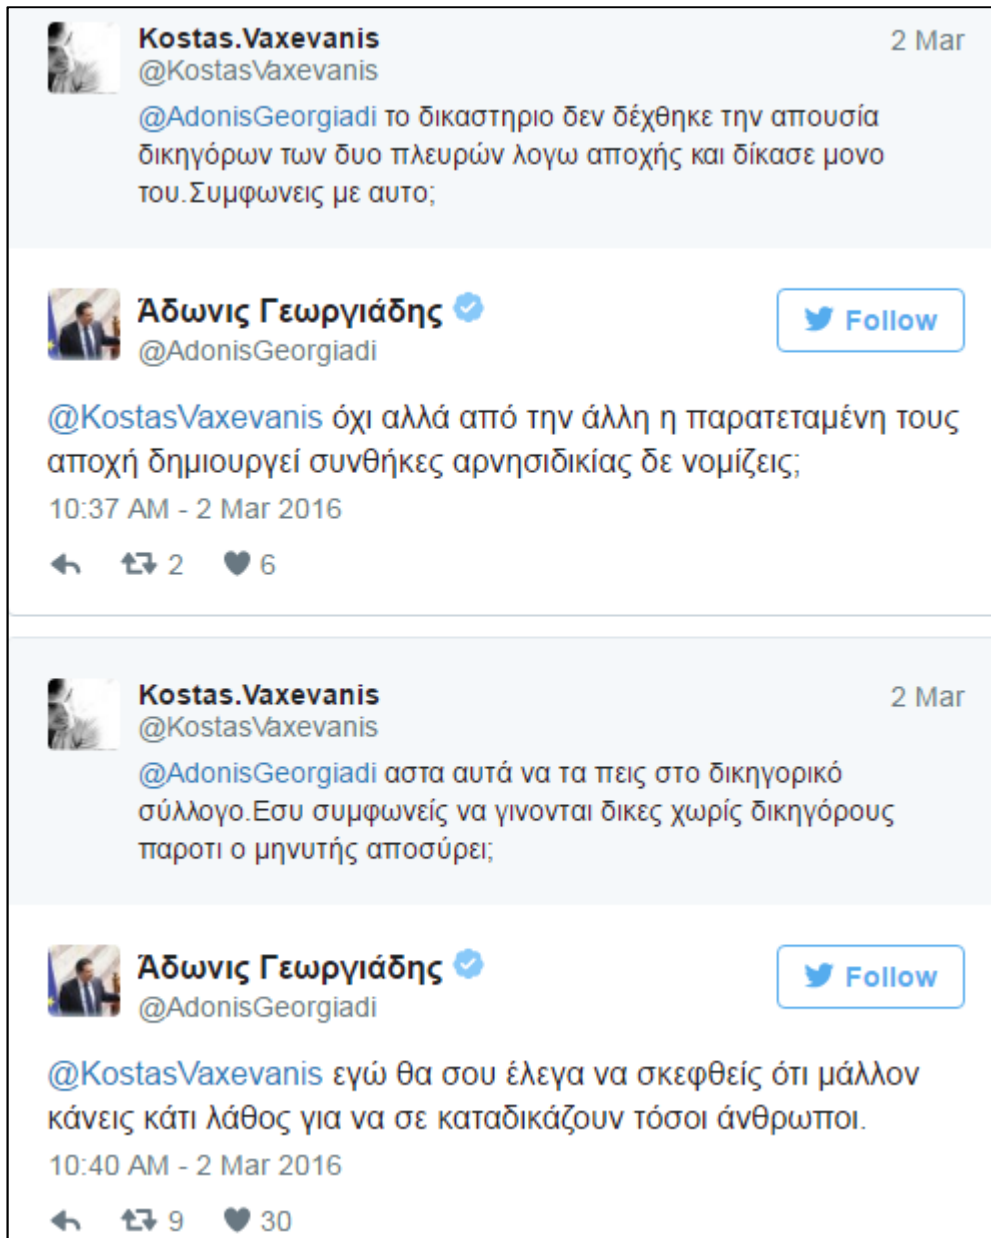 Kostas.Vaxevanis 2 Mar
@KostasVaxevanis
@AdonisGeorgiadi το δικαστηριο δεν δέχθηκε την απουσία
δικηγόρων των δυο πλευρών λογω αποχής και δίκασε μονο
του.Συμφωνεις με αυτο;
Άδωνις Γεωργιάδης Follow
@AdonisGeorgiadi
@KostasVaxevanis όχι αλλά από την άλλη η παρατεταμένη τους
αποχή δημιουργεί συνθήκες αρνησιδικίας δε νομίζεις;
10:37 AM - 2 Mar 2016
2 6
Kostas.Vaxevanis 2 Mar
@KostasVaxevanis
@AdonisGeorgiadi αστα αυτά να τα πεις στο δικηγορικό
σύλλογο.Εσυ συμφωνείς να γινονται δικες χωρίς δικηγόρους
παροτι ο μηνυτής αποσύρει;
Άδωνις Γεωργιάδης Follow
@AdonisGeorgiadi
@KostasVaxevanis εγώ θα σου έλεγα να σκεφθείς ότι μάλλον
κάνεις κάτι λάθος για να σε καταδικάζουν τόσοι άνθρωποι.
10:40 AM - 2 Mar 2016
9 30